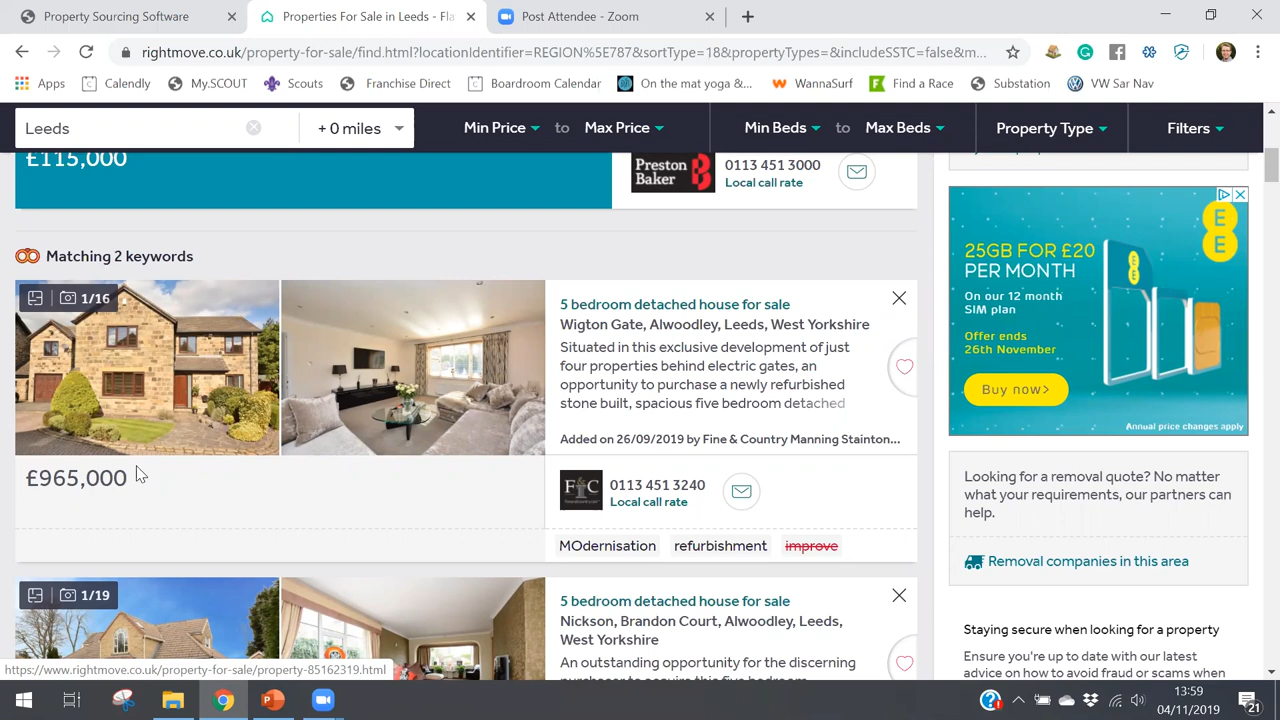 Property Sourcing Software
Properties For Sale in Leeds - Fla
Post Attendee - Zoom
rightmove.co.uk/property-for-sale/find.html?locationIdentifier=REGION%5E787&sortType=18&propertyTypes=&includeSSTC=false&m...
Apps
Calendly
My.SCOUT
Scouts
Franchise Direct
Boardroom Calendar
On the mat yoga &...
WannaSurf
Find a Race
Substation
VW Sar Nav
Leeds
+ 0 miles
Min Price to Max Price
Min Beds to Max Beds
Property Type
Filters
£115,000
Preston
Baker
0113 451 3000
Local call rate
Matching 2 keywords
1/16
5 bedroom detached house for sale
Wigton Gate, Alwoodley, Leeds, West Yorkshire
Situated in this exclusive development of just
four properties behind electric gates, an
opportunity to purchase a newly refurbished
stone built, spacious five bedroom detached
Added on 26/09/2019 by Fine & Country Manning Stainton...
£965,000
0113 451 3240
Local call rate
MOdernisation refurbishment improve
1/19
5 bedroom detached house for sale
Nickson, Brandon Court, Alwoodley, Leeds,
West Yorkshire
An outstanding opportunity for the discerning
EE
25GB FOR £20
PER MONTH
On our 12 month
SIM plan
Offer ends
26th November
Buy now>
Annual price changes apply
Looking for a removal quote? No matter
what your requirements, our partners can
help.
Removal companies in this area
Staying secure when looking for a property
Ensure you're up to date with our latest
advice on how to avoid fraud or scams when
https://www.rightmove.co.uk/property-for-sale/property-85162319.html
13:59
04/11/2019
21